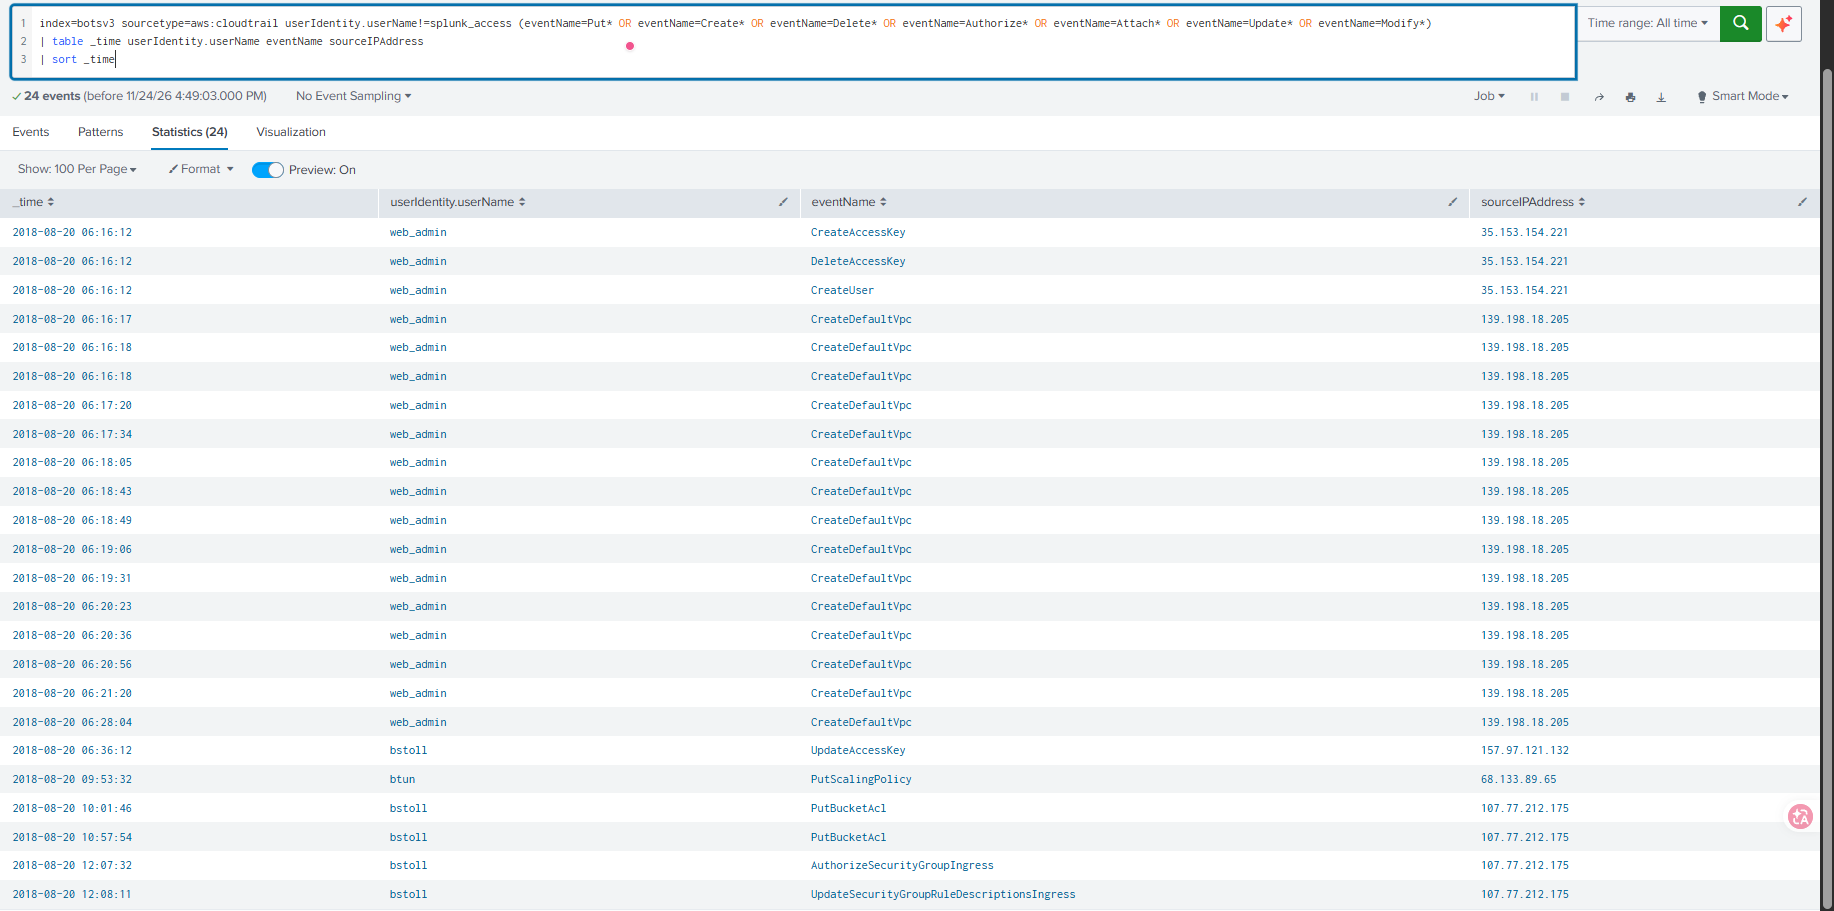 1 index=botsv3 sourcetype=aws:cloudtrail userIdentity.userName!=splunk_access (eventName=Put* OR eventName=Create* OR eventName=Delete* OR eventName=Authorize* OR eventName=Attach* OR eventName=Update* OR eventName=Modify*)
Time range: All time
2 | table _time userIdentity.userName eventName sourceIPAddress
3 | sort _time
24 events (before 11/24/26 4:49:03.000 PM) No Event Sampling Job Smart Mode
Events Patterns Statistics (24) Visualization
Show: 100 Per Page Format Preview: On
_time userIdentity.userName eventName sourceIPAddress
2018-08-20 06:16:12 web_admin CreateAccessKey 35.153.154.221
2018-08-20 06:16:12 web_admin DeleteAccessKey 35.153.154.221
2018-08-20 06:16:12 web_admin CreateUser 35.153.154.221
2018-08-20 06:16:17 web_admin CreateDefaultVpc 139.198.18.205
2018-08-20 06:16:18 web_admin CreateDefaultVpc 139.198.18.205
2018-08-20 06:16:18 web_admin CreateDefaultVpc 139.198.18.205
2018-08-20 06:17:20 web_admin CreateDefaultVpc 139.198.18.205
2018-08-20 06:17:34 web_admin CreateDefaultVpc 139.198.18.205
2018-08-20 06:18:05 web_admin CreateDefaultVpc 139.198.18.205
2018-08-20 06:18:43 web_admin CreateDefaultVpc 139.198.18.205
2018-08-20 06:18:49 web_admin CreateDefaultVpc 139.198.18.205
2018-08-20 06:19:06 web_admin CreateDefaultVpc 139.198.18.205
2018-08-20 06:19:31 web_admin CreateDefaultVpc 139.198.18.205
2018-08-20 06:20:23 web_admin CreateDefaultVpc 139.198.18.205
2018-08-20 06:20:36 web_admin CreateDefaultVpc 139.198.18.205
2018-08-20 06:20:56 web_admin CreateDefaultVpc 139.198.18.205
2018-08-20 06:21:20 web_admin CreateDefaultVpc 139.198.18.205
2018-08-20 06:28:04 web_admin CreateDefaultVpc 139.198.18.205
2018-08-20 06:36:12 bstoll UpdateAccessKey 157.97.121.132
2018-08-20 09:53:32 btun PutScalingPolicy 68.133.89.65
2018-08-20 10:01:46 bstoll PutBucketAcl 107.77.212.175
2018-08-20 10:57:54 bstoll PutBucketAcl 107.77.212.175
2018-08-20 12:07:32 bstoll AuthorizeSecurityGroupIngress 107.77.212.175
2018-08-20 12:08:11 bstoll UpdateSecurityGroupRuleDescriptionsIngress 107.77.212.175